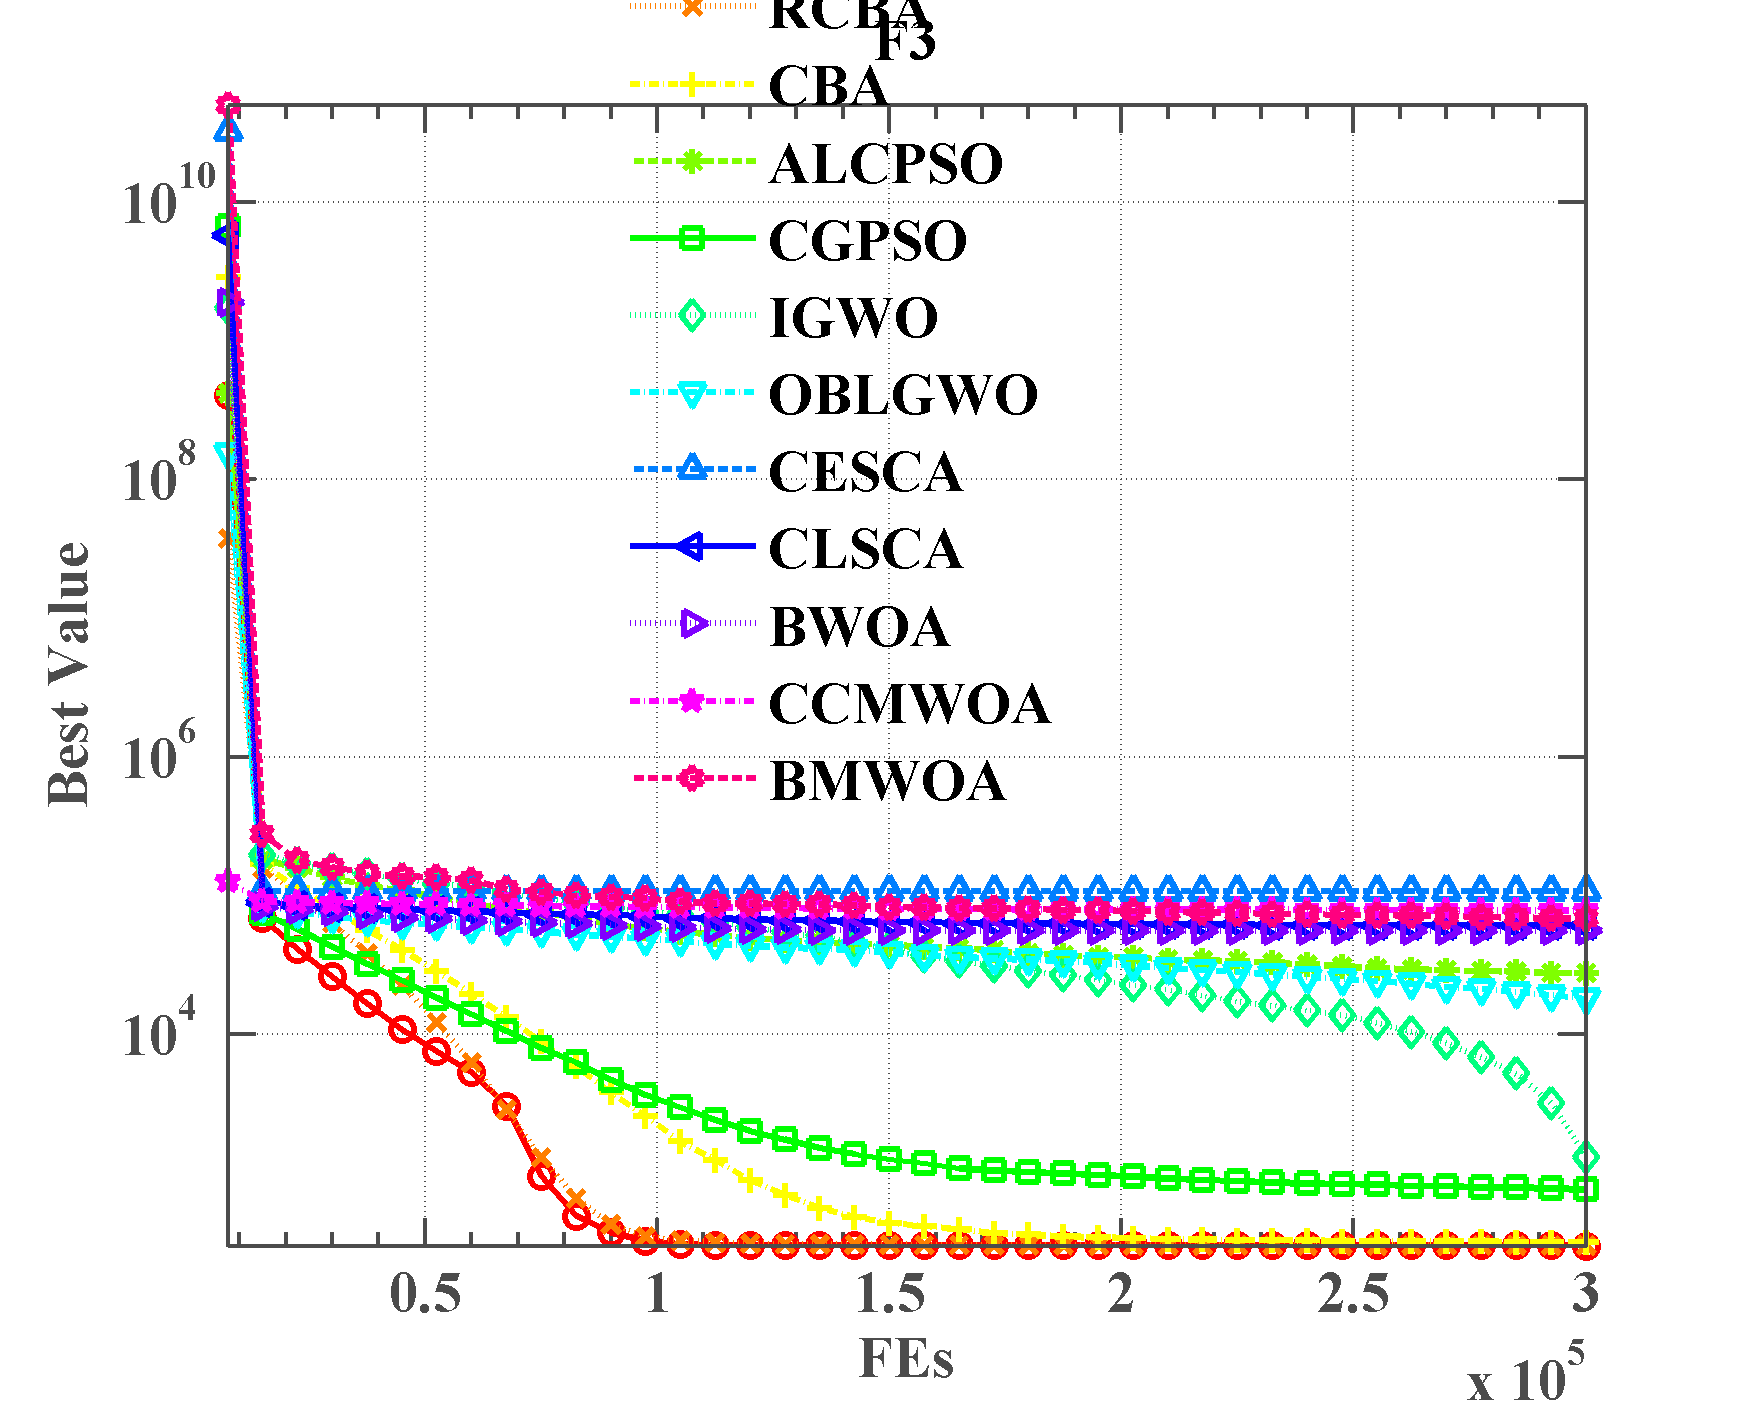 RCBA
F3
CBA
ALCPSO
CGPSO
IGWO
OBLGWO
CESCA
CLSCA
BWOA
CCMWOA
BMWOA
10^10
10^8
10^6
10^4
Best Value
0.5 1 1.5 2 2.5 3
FEs
x 10^5